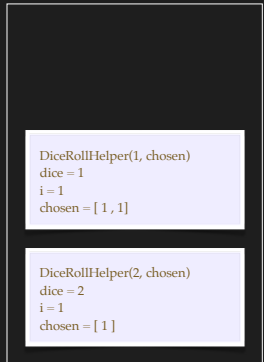 DiceRollHelper(1, chosen)
dice = 1
i = 1
chosen = [ 1 , 1]
DiceRollHelper(2, chosen)
dice = 2
i = 1
chosen = [ 1 ]